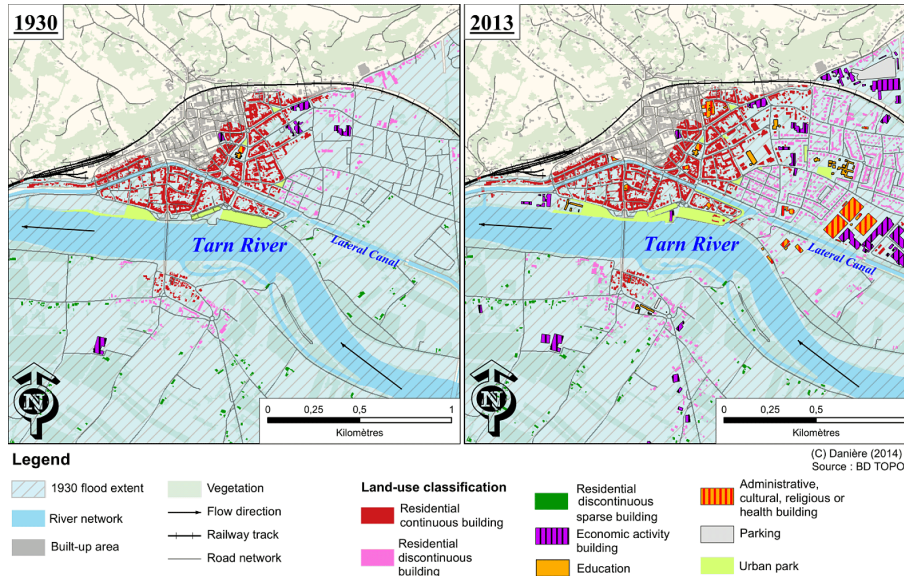 1930
2013
Tarn River
Lateral Canal
N
0 0,25 0,5 1
Kilomètres
Tarn River
Lateral Canal
N
0 0,25 0,5
Kilomètres
(C) Danière (2014)
Source : BD TOPO
Legend
1930 flood extent
River network
Built-up area
Vegetation
Flow direction
Railway track
Road network
Land-use classification
Residential
continuous building
Residential
discontinuous
building
Residential
discontinuous
sparse building
Economic activity
building
Education
Administrative,
cultural, religious or
health building
Parking
Urban park